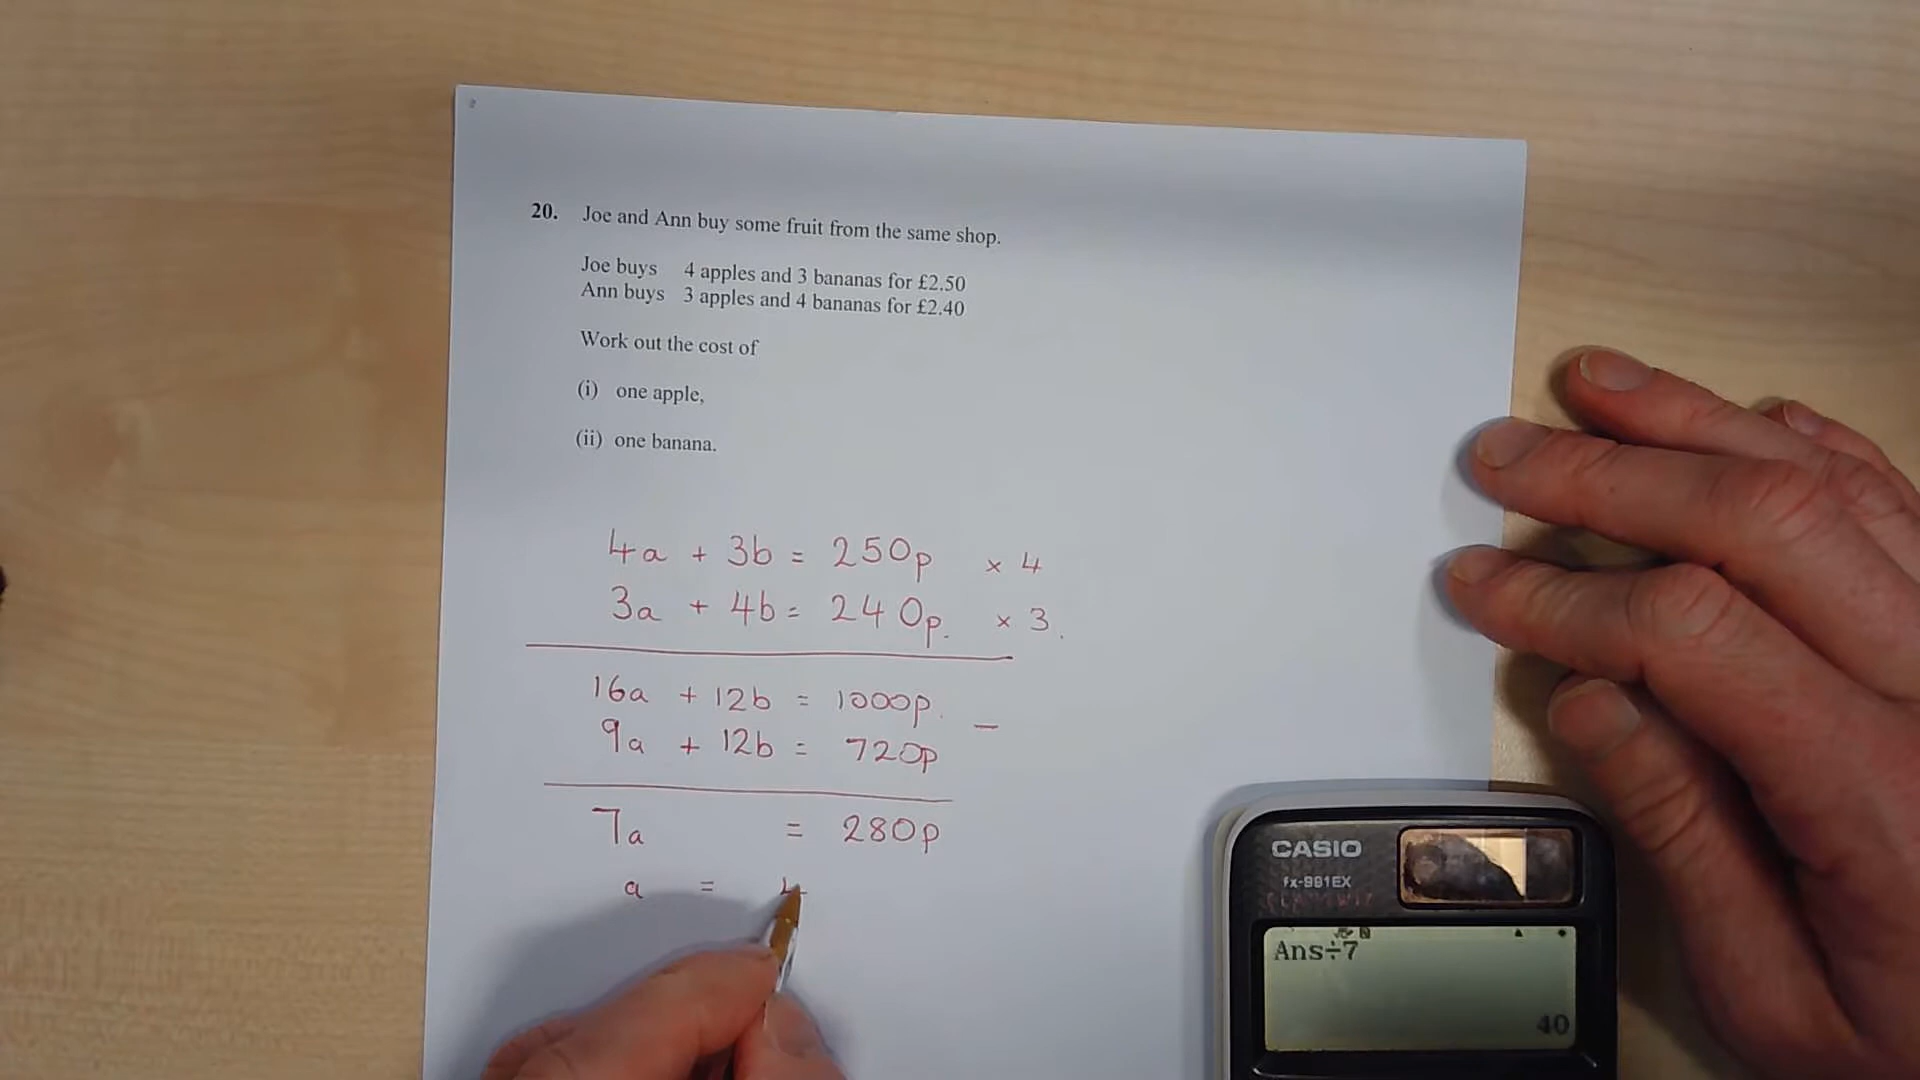 20. Joe and Ann buy some fruit from the same shop.
Joe buys 4 apples and 3 bananas for £2.50
Ann buys 3 apples and 4 bananas for £2.40
Work out the cost of
(i) one apple,
(ii) one banana.
4a + 3b = 250p × 4
3a + 4b = 240p. × 3.
16a + 12b = 1000p. –
9a + 12b = 720p
7a = 280p
a = 4
CASIO
fx-991EX
CLASSWIZ
Ans÷7
40